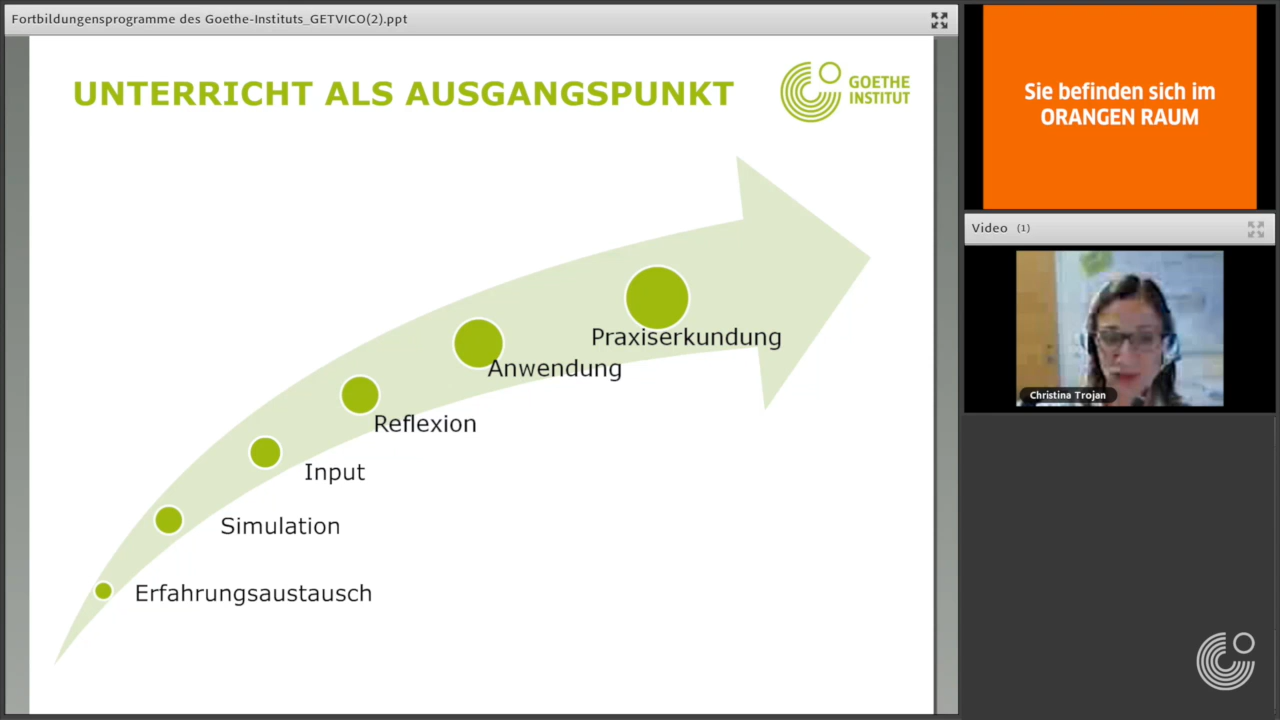 Fortbildungensprogramme des Goethe-Instituts_GETVICO(2).ppt
UNTERRICHT ALS AUSGANGSPUNKT
GOETHE
INSTITUT
Praxiserkundung
Anwendung
Reflexion
Input
Simulation
Erfahrungsaustausch
Sie befinden sich im
ORANGEN RAUM
Video (1)
Christina Trojan